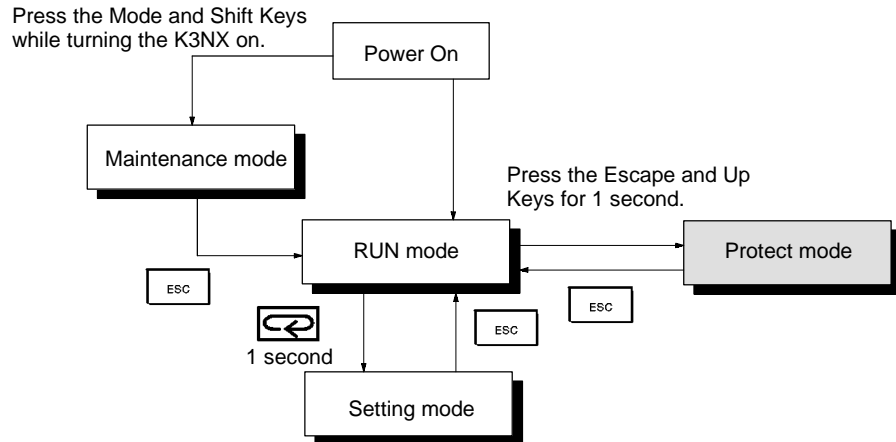 Press the Mode and Shift Keys
while turning the K3NX on.
Power On
Maintenance mode
Press the Escape and Up
Keys for 1 second.
RUN mode
Protect mode
ESC
ESC
ESC
1 second
Setting mode